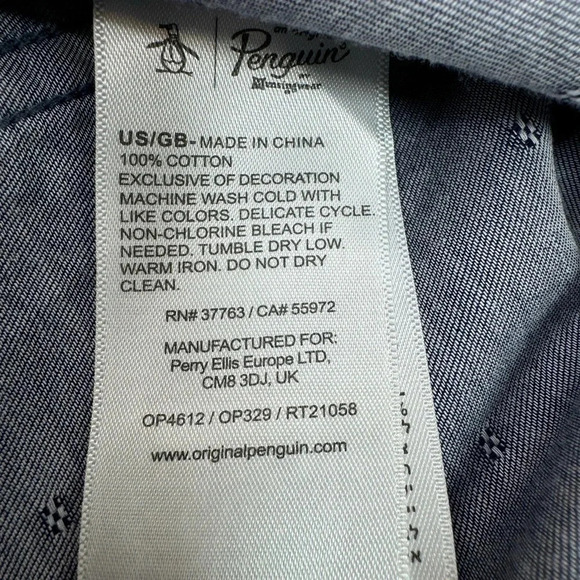 Penguin
BY
Munsingwear
US/GB-MADE IN CHINA
100% COTTON
EXCLUSIVE OF DECORATION
MACHINE WASH COLD WITH
LIKE COLORS. DELICATE CYCLE.
NON-CHLORINE BLEACH IF
NEEDED. TUMBLE DRY LOW.
WARM IRON. DO NOT DRY
CLEAN.
RN# 37763 / CA# 55972
MANUFACTURED FOR:
Perry Ellis Europe LTD,
CM8 3DJ, UK
OP4612 / OP329 / RT21058
www.originalpenguin.com